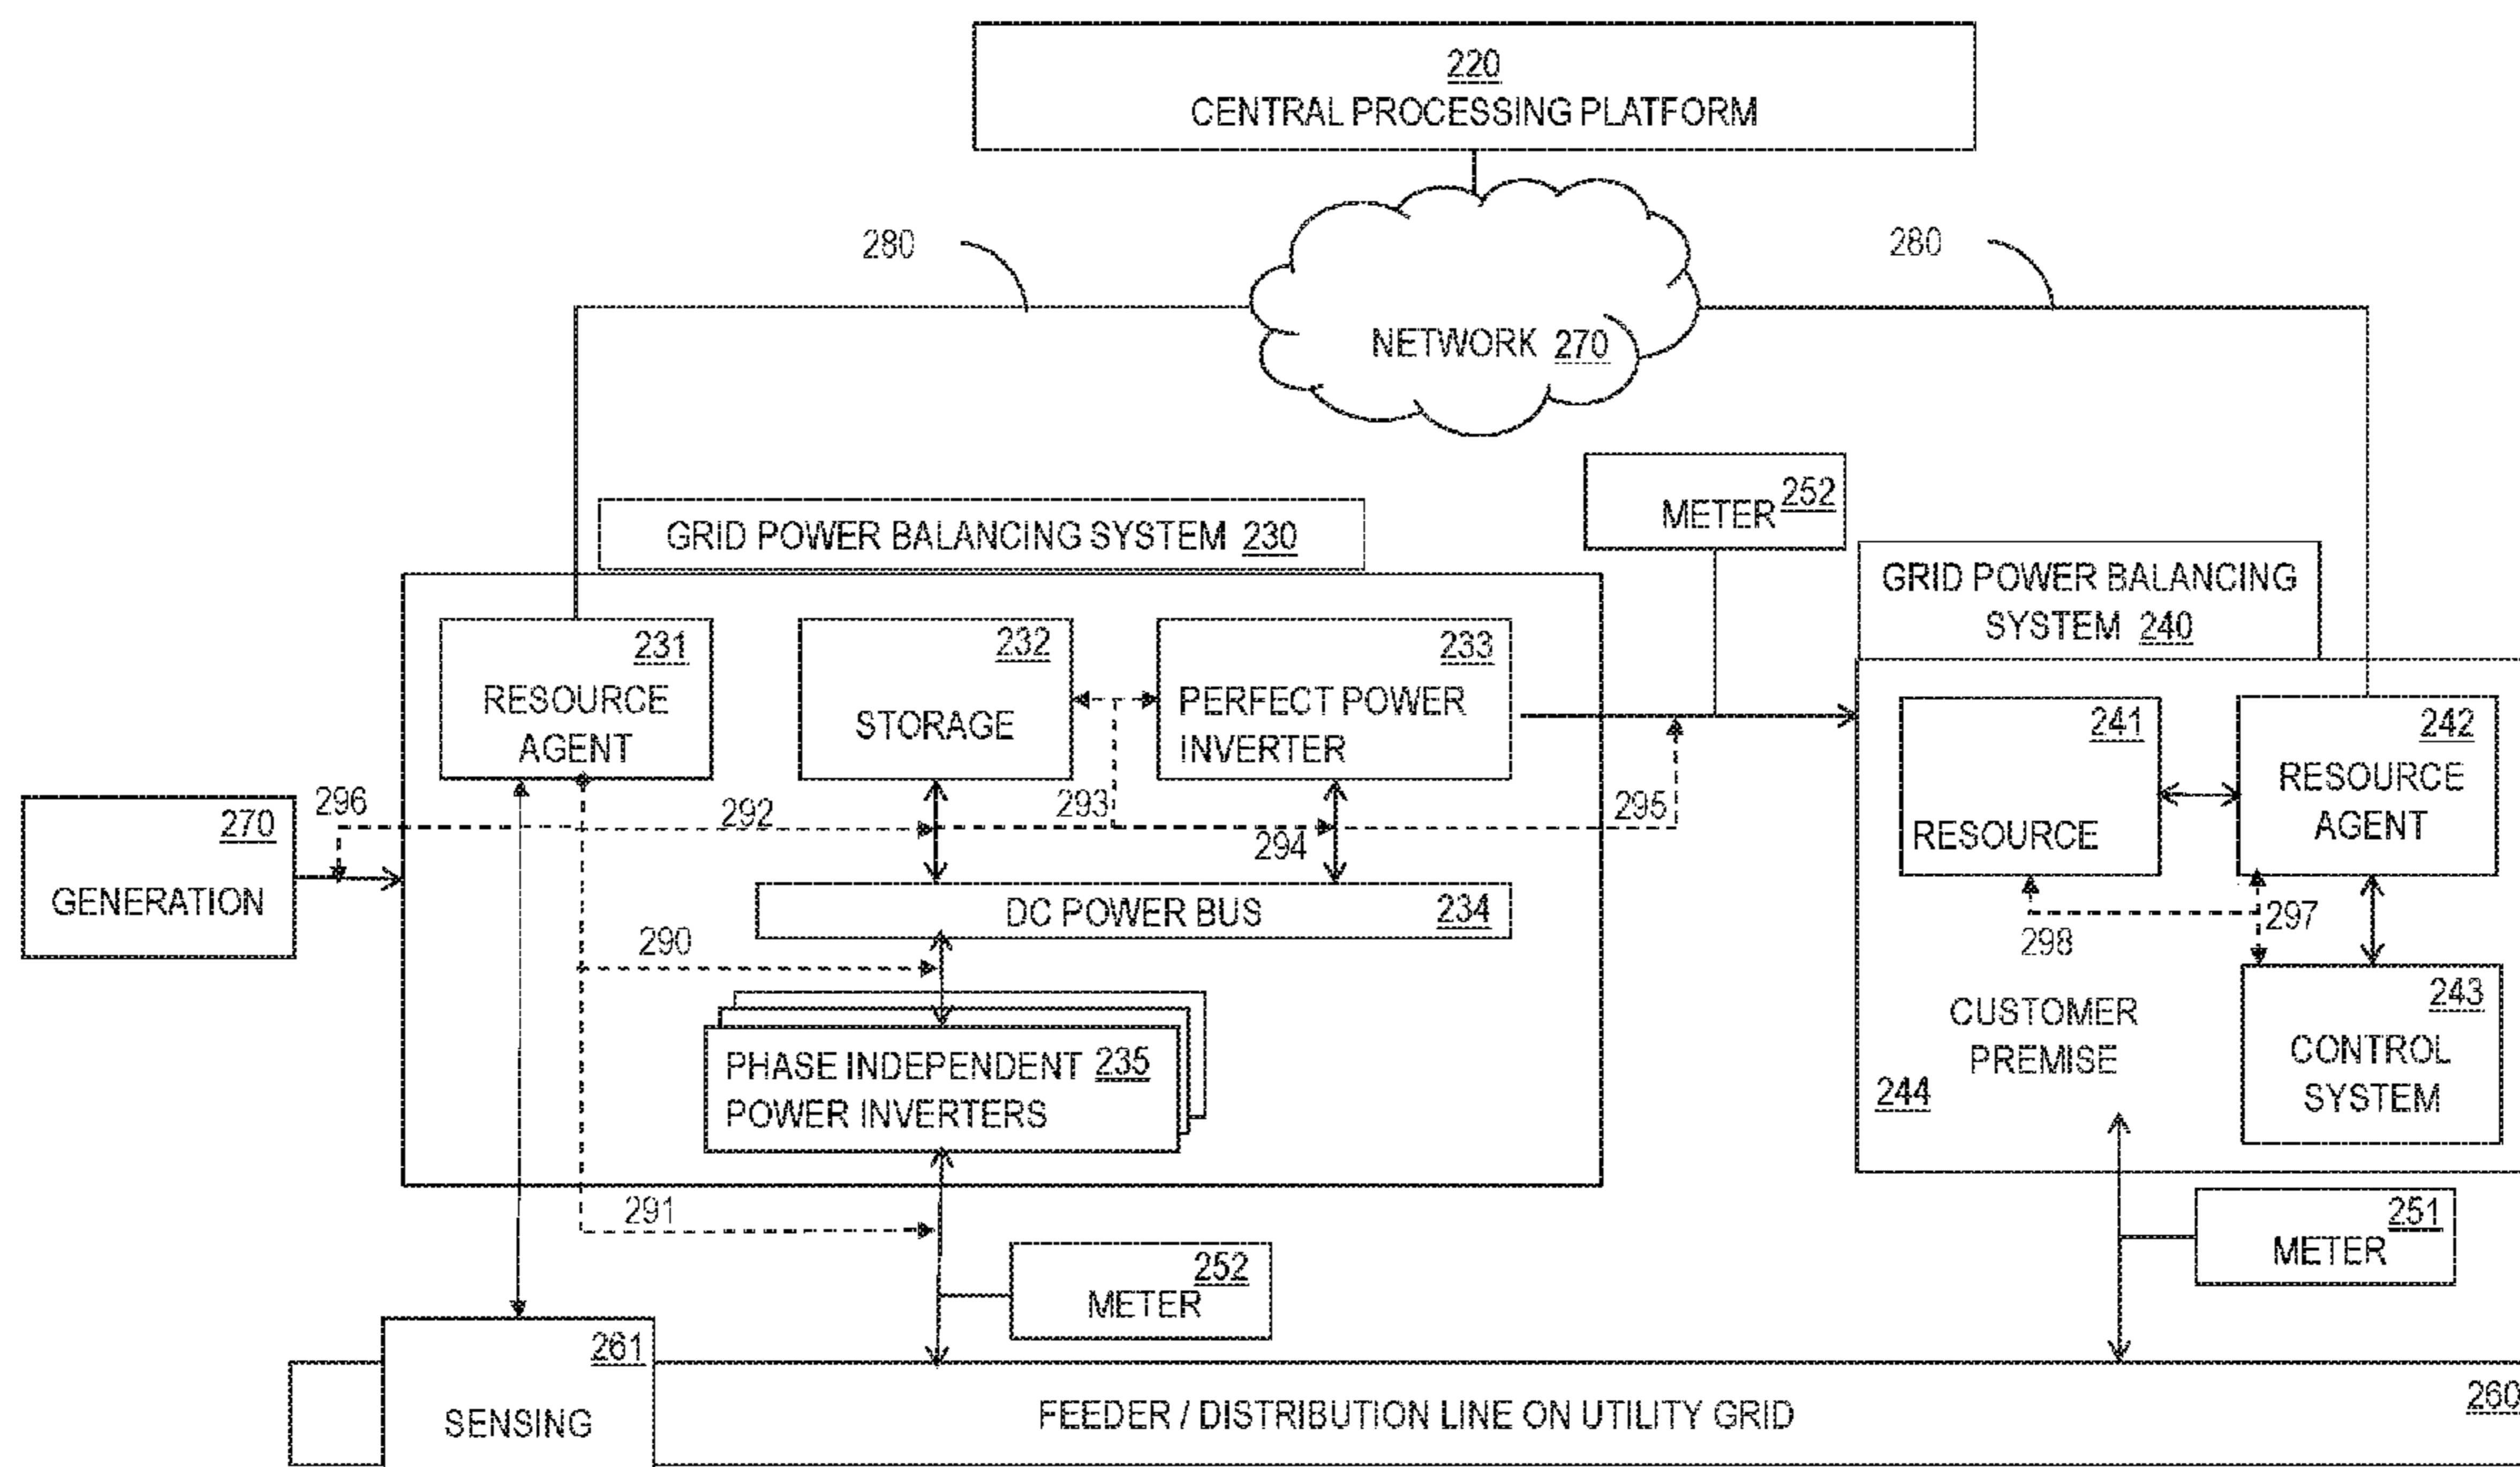 220
CENTRAL PROCESSING PLATFORM
280
280
NETWORK 270
METER 252
GRID POWER BALANCING SYSTEM 230
GRID POWER BALANCING
SYSTEM 240
231
RESOURCE
AGENT
232
STORAGE
233
PERFECT POWER
INVERTER
241
RESOURCE
242
RESOURCE
AGENT
270
GENERATION
296
292
293
294
295
DC POWER BUS 234
290
297
298
PHASE INDEPENDENT 235
POWER INVERTERS
CUSTOMER
PREMISE
244
243
CONTROL
SYSTEM
291
252
METER
251
METER
261
SENSING
FEEDER / DISTRIBUTION LINE ON UTILITY GRID
260